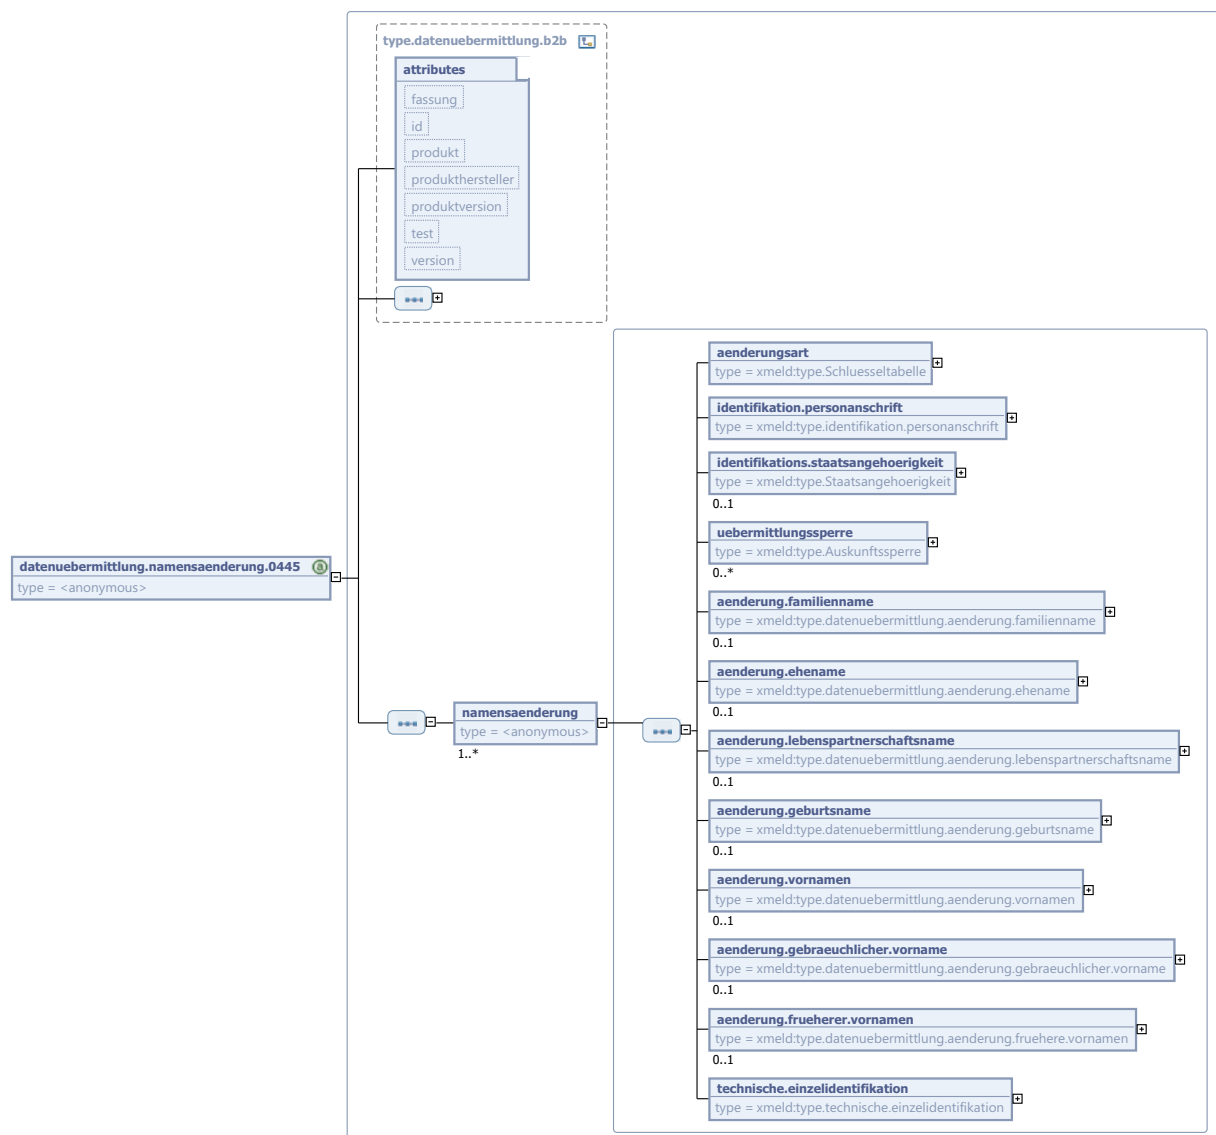 type.datenuebermittlung.b2b
attributes
fassung
id
produkt
produkthersteller
produktversion
test
version
datenuebermittlung.namensaenderung.0445
type = <anonymous>
namensaenderung
type = <anonymous>
1..*
aenderungsart
type = xmeld:type.Schluesseltabelle
identifikation.personanschrift
type = xmeld:type.identifikation.personanschrift
identifikations.staatsangehoerigkeit
type = xmeld:type.Staatsangehoerigkeit
0..1
uebermittlungssperre
type = xmeld:type.Auskunftssperre
0..*
aenderung.familienname
type = xmeld:type.datenuebermittlung.aenderung.familienname
0..1
aenderung.ehename
type = xmeld:type.datenuebermittlung.aenderung.ehename
0..1
aenderung.lebenspartnerschaftsname
type = xmeld:type.datenuebermittlung.aenderung.lebenspartnerschaftsname
0..1
aenderung.geburtsname
type = xmeld:type.datenuebermittlung.aenderung.geburtsname
0..1
aenderung.vornamen
type = xmeld:type.datenuebermittlung.aenderung.vornamen
0..1
aenderung.gebraeuchlicher.vorname
type = xmeld:type.datenuebermittlung.aenderung.gebraeuchlicher.vorname
0..1
aenderung.frueherer.vornamen
type = xmeld:type.datenuebermittlung.aenderung.fruehere.vornamen
0..1
technische.einzelidentifikation
type = xmeld:type.technische.einzelidentifikation